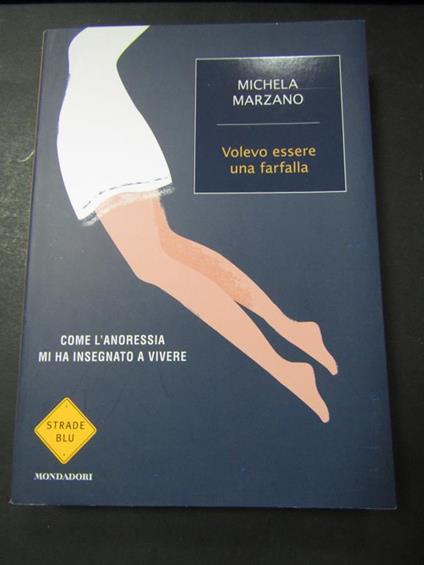 MICHELA
MARZANO
Volevo essere
una farfalla
COME L'ANORESSIA
MI HA INSEGNATO A VIVERE
STRADE
BLU
MONDADORI